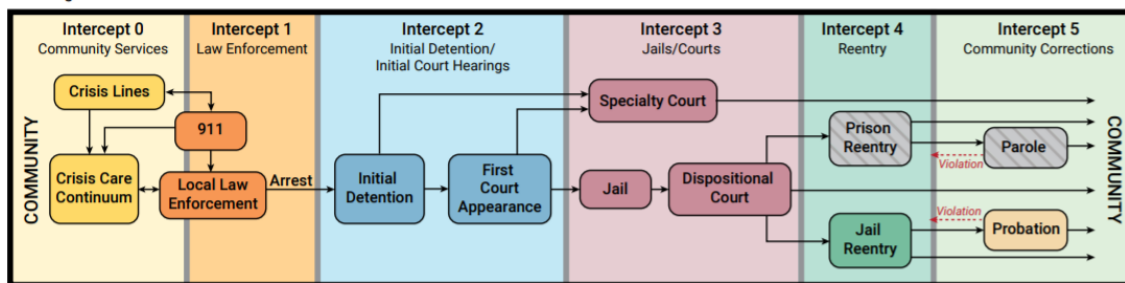 Intercept 0
Community Services
Intercept 1
Law Enforcement
Intercept 2
Initial Detention/
Initial Court Hearings
Intercept 3
Jails/Courts
Intercept 4
Reentry
Intercept 5
Community Corrections
COMMUNITY
Crisis Lines
911
Crisis Care
Continuum
Local Law
Enforcement
Arrest
Initial
Detention
First
Court
Appearance
Specialty Court
Jail
Dispositional
Court
Prison
Reentry
Parole
Violation
Jail
Reentry
Violation
Probation
COMMUNITY